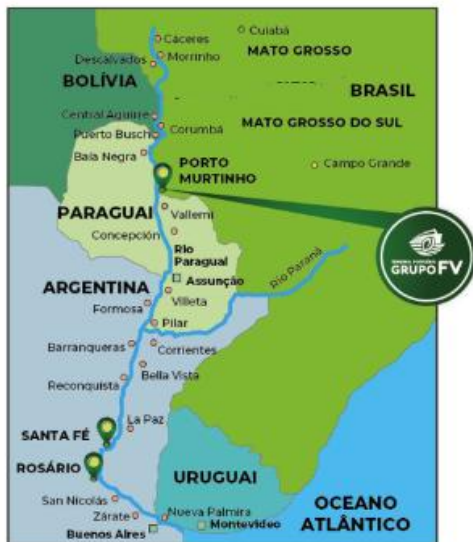 Cáceres
Cuiabá
Morrinho
MATO GROSSO
Descalvados
BOLÍVIA
BRASIL
Central Aguirre
Corumbá
MATO GROSSO DO SUL
Puerto Busch
Baía Negra
PORTO
MURTINHO
Campo Grande
PARAGUAI
Vallemi
Concepción
Rio
Paraguai
GRUPO FV
Assunção
Rio Paraná
ARGENTINA
Villeta
Formosa
Pilar
Barranqueras
Corrientes
Bella Vista
Reconquista
La Paz
SANTA FÉ
ROSÁRIO
URUGUAI
San Nicolás
OCEANO
ATLÂNTICO
Zárate
Nueva Palmira
Buenos Aires
Montevideo